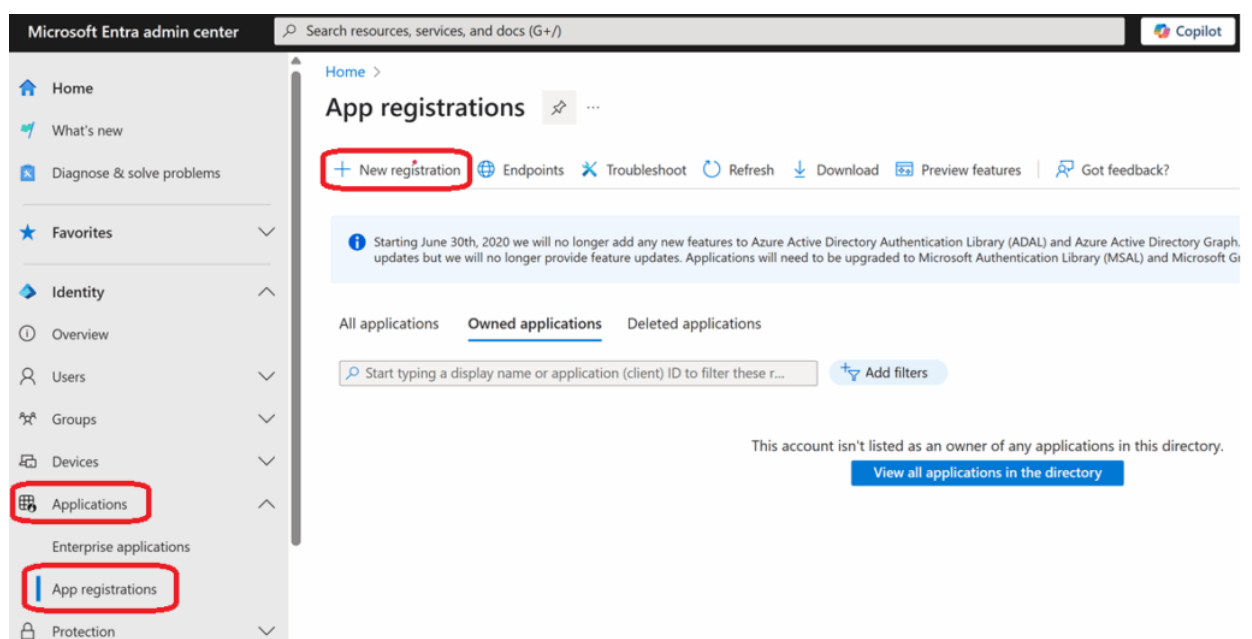 Microsoft Entra admin center
Search resources, services, and docs (G+/)
Copilot
Home
What's new
Diagnose & solve problems
Favorites
Identity
Overview
Users
Groups
Devices
Applications
Enterprise applications
App registrations
Protection
Home >
App registrations
New registration
Endpoints
Troubleshoot
Refresh
Download
Preview features
Got feedback?
Starting June 30th, 2020 we will no longer add any new features to Azure Active Directory Authentication Library (ADAL) and Azure Active Directory Graph.
updates but we will no longer provide feature updates. Applications will need to be upgraded to Microsoft Authentication Library (MSAL) and Microsoft
All applications
Owned applications
Deleted applications
Start typing a display name or application (client) ID to filter these r...
Add filters
This account isn't listed as an owner of any applications in this directory.
View all applications in the directory